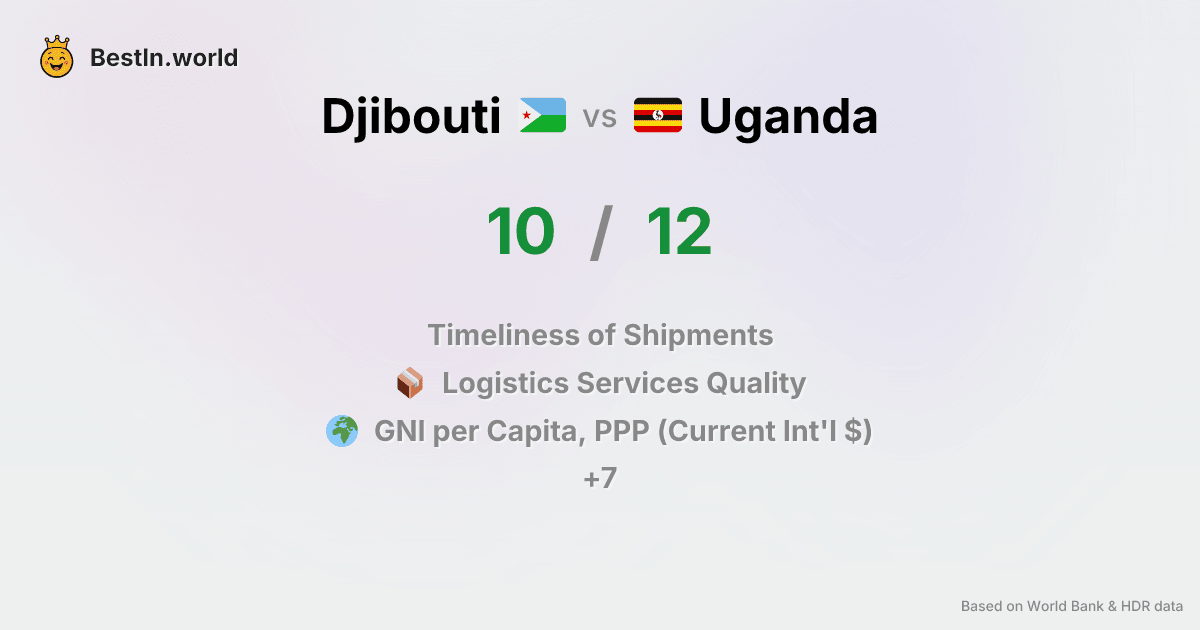 BestIn.world
Djibouti vs Uganda
10 / 12
Timeliness of Shipments
Logistics Services Quality
GNI per Capita, PPP (Current Int'l $)
+7
Based on World Bank & HDR data